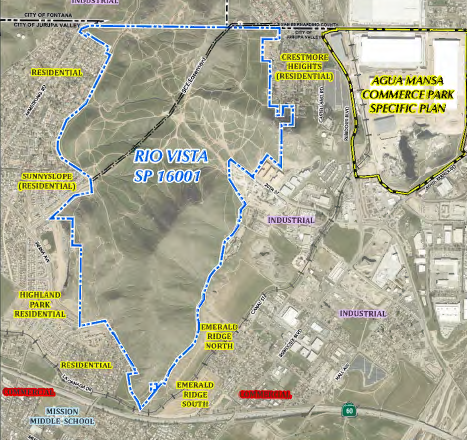 INDUSTRIAL
CITY OF FONTANA
CITY OF JURUPA VALLEY
SAN BERNARDINO COUNTY
CITY OF
JURUPA VALLEY
RESIDENTIAL
CRESTMORE
HEIGHTS
(RESIDENTIAL)
AGUA MANSA
COMMERCE PARK
SPECIFIC PLAN
RIO VISTA
SP 16001
SUNNYSLOPE
(RESIDENTIAL)
INDUSTRIAL
HIGHLAND
PARK
RESIDENTIAL
INDUSTRIAL
EMERALD
RIDGE
NORTH
RESIDENTIAL
EMERALD
RIDGE
SOUTH
COMMERCIAL
COMMERCIAL
MISSION
MIDDLE-SCHOOL
60